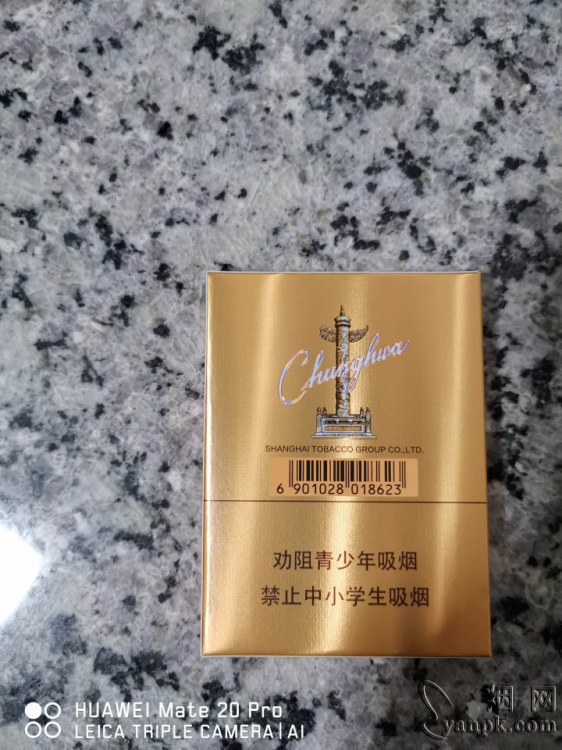 Chunghwa
SHANGHAI TOBACCO GROUP CO.,LTD.
6 901028 018623
劝阻青少年吸烟
禁止中小学生吸烟
HUAWEI Mate 20 Pro
LEICA TRIPLE CAMERA | AI
烟网
yanpk.com